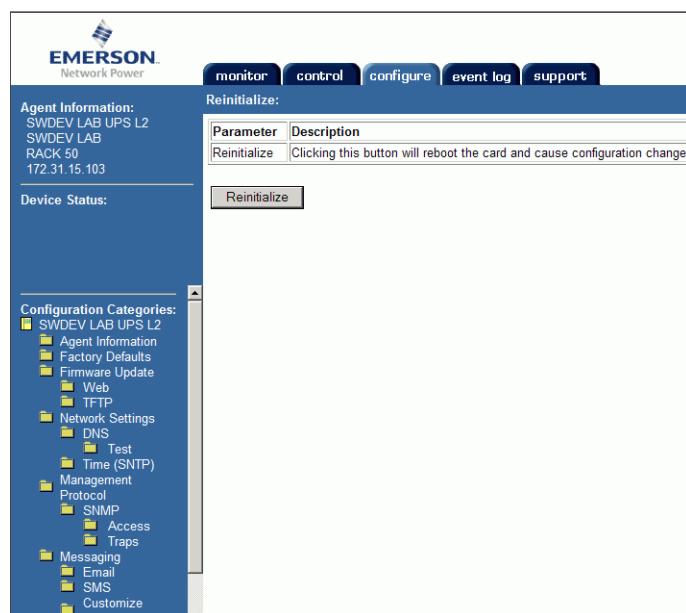 EMERSON.
Network Power
monitor
control
configure
event log
support
Agent Information:
SWDEV LAB UPS L2
SWDEV LAB
RACK 50
172.31.15.103
Device Status:
Configuration Categories:
SWDEV LAB UPS L2
Agent Information
Factory Defaults
Firmware Update
Web
TFTP
Network Settings
DNS
Test
Time (SNTP)
Management
Protocol
SNMP
Access
Traps
Messaging
Email
SMS
Customize
Reinitialize:
Parameter Description
Reinitialize Clicking this button will reboot the card and cause configuration change
Reinitialize